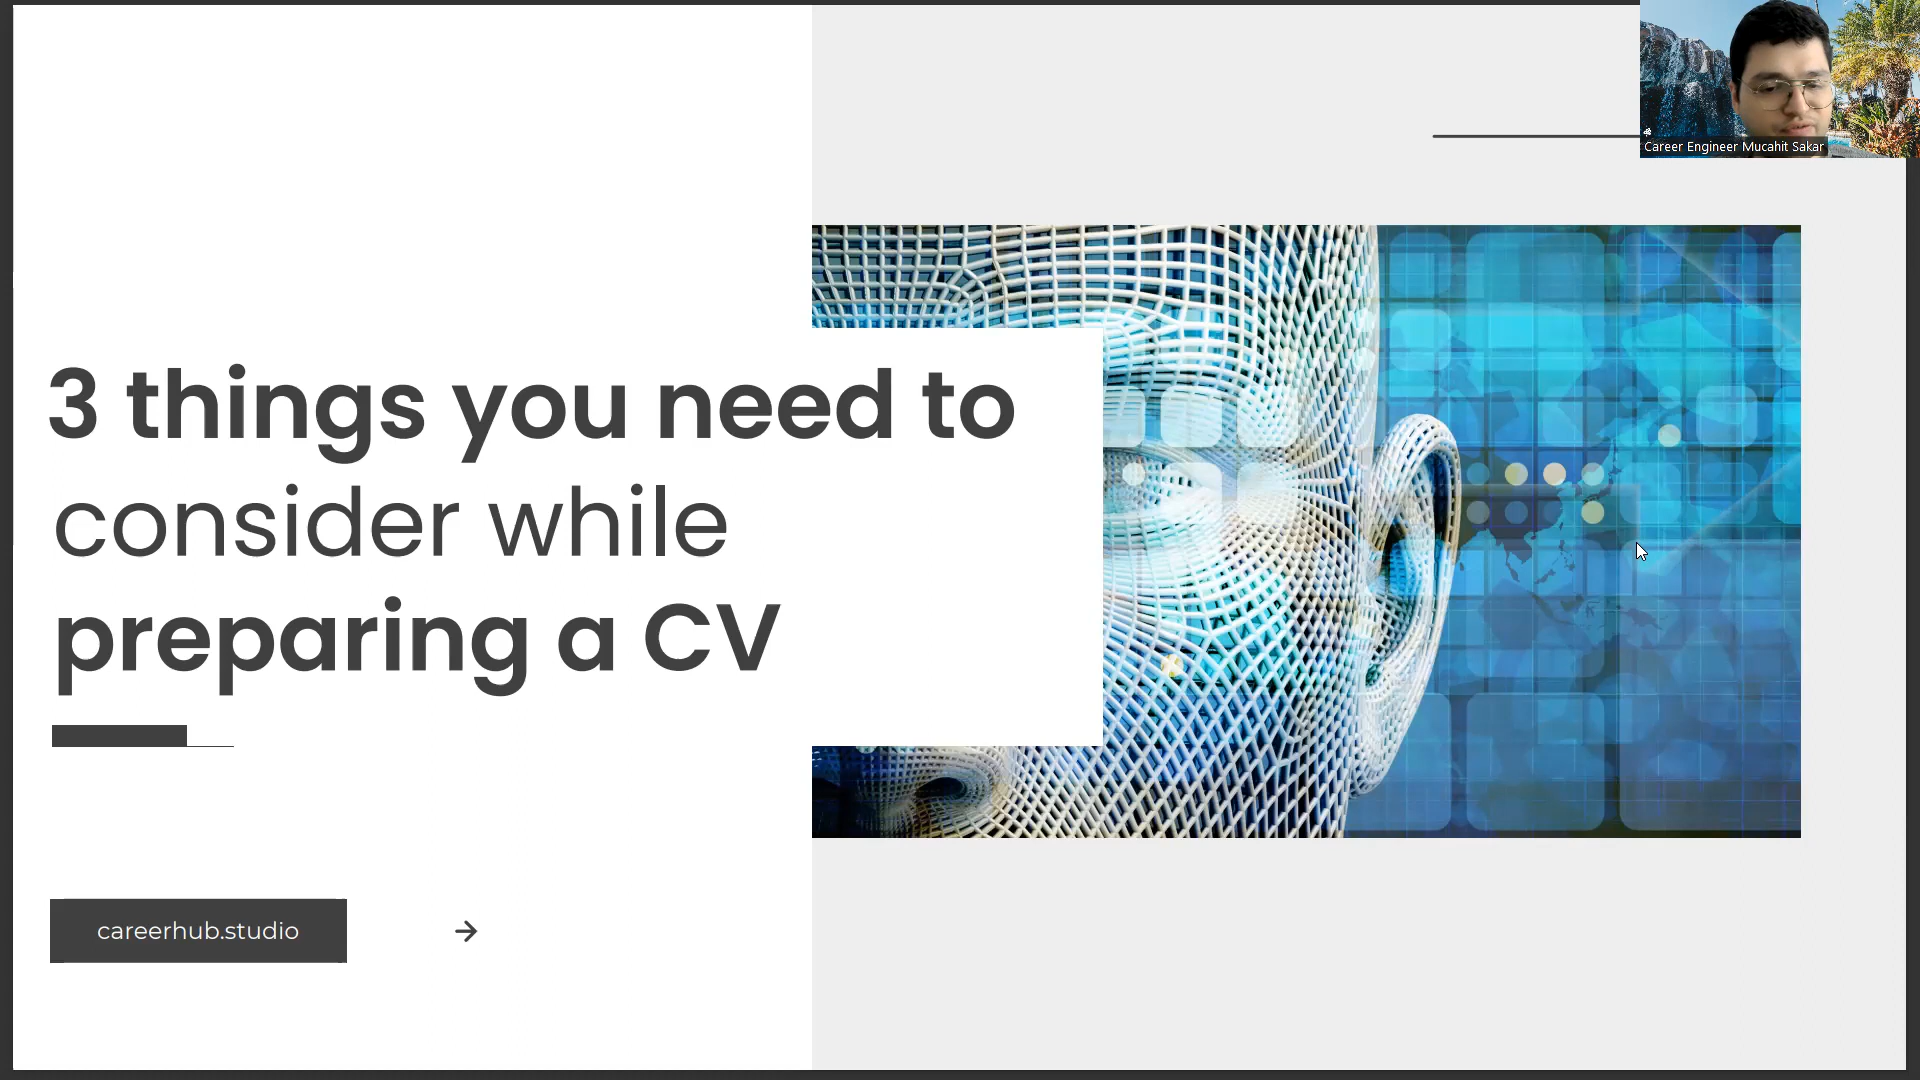 Career Engineer Mucahit Sakar
3 things you need to
consider while
preparing a CV
careerhub.studio